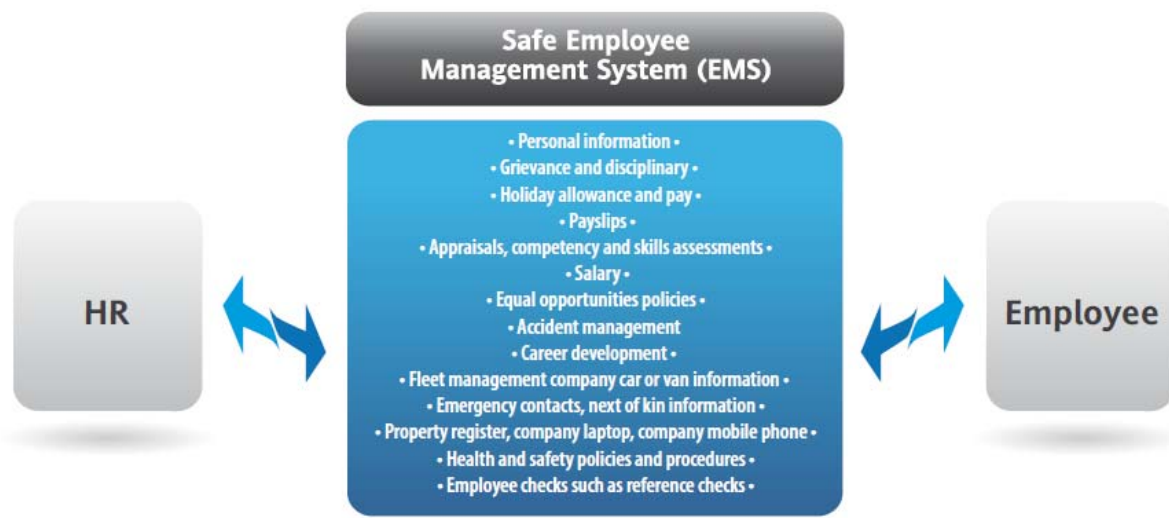 Safe Employee
Management System (EMS)
• Personal information •
• Grievance and disciplinary •
• Holiday allowance and pay •
• Payslips •
• Appraisals, competency and skills assessments •
• Salary •
• Equal opportunities policies •
• Accident management
• Career development •
• Fleet management company car or van information •
• Emergency contacts, next of kin information •
• Property register, company laptop, company mobile phone •
• Health and safety policies and procedures •
• Employee checks such as reference checks •
HR
Employee